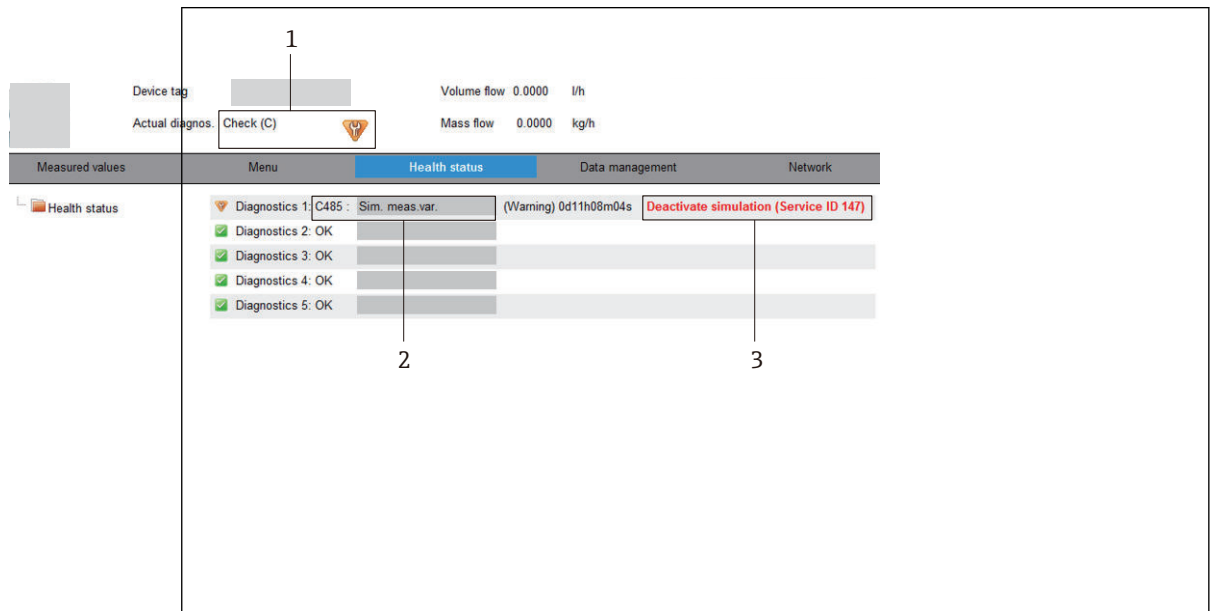 1
Device tag
Volume flow 0.0000 l/h
Actual diagnos. Check (C)
Mass flow 0.0000 kg/h
Measured values Menu Health status Data management Network
Health status
Diagnostics 1: C485 : Sim. meas.var. (Warning) 0d11h08m04s Deactivate simulation (Service ID 147)
Diagnostics 2: OK
Diagnostics 3: OK
Diagnostics 4: OK
Diagnostics 5: OK
2
3